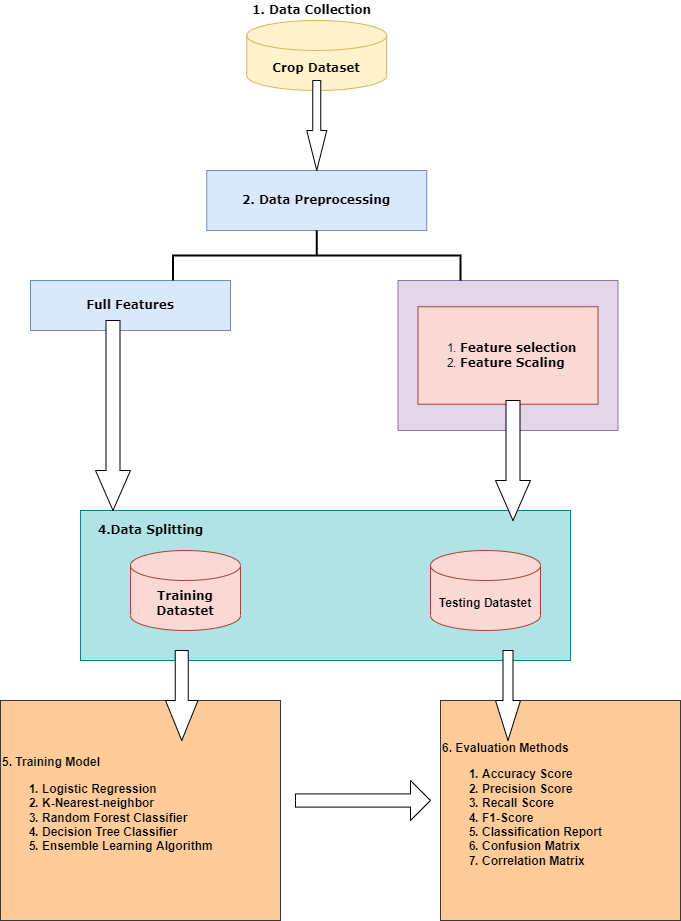 1. Data Collection
Crop Dataset
2. Data Preprocessing
Full Features
1. Feature selection
2. Feature Scaling
4.Data Splitting
Training
Datastet
Testing Datastet
5. Training Model
1. Logistic Regression
2. K-Nearest-neighbor
3. Random Forest Classifier
4. Decision Tree Classifier
5. Ensemble Learning Algorithm
6. Evaluation Methods
1. Accuracy Score
2. Precision Score
3. Recall Score
4. F1-Score
5. Classification Report
6. Confusion Matrix
7. Correlation Matrix